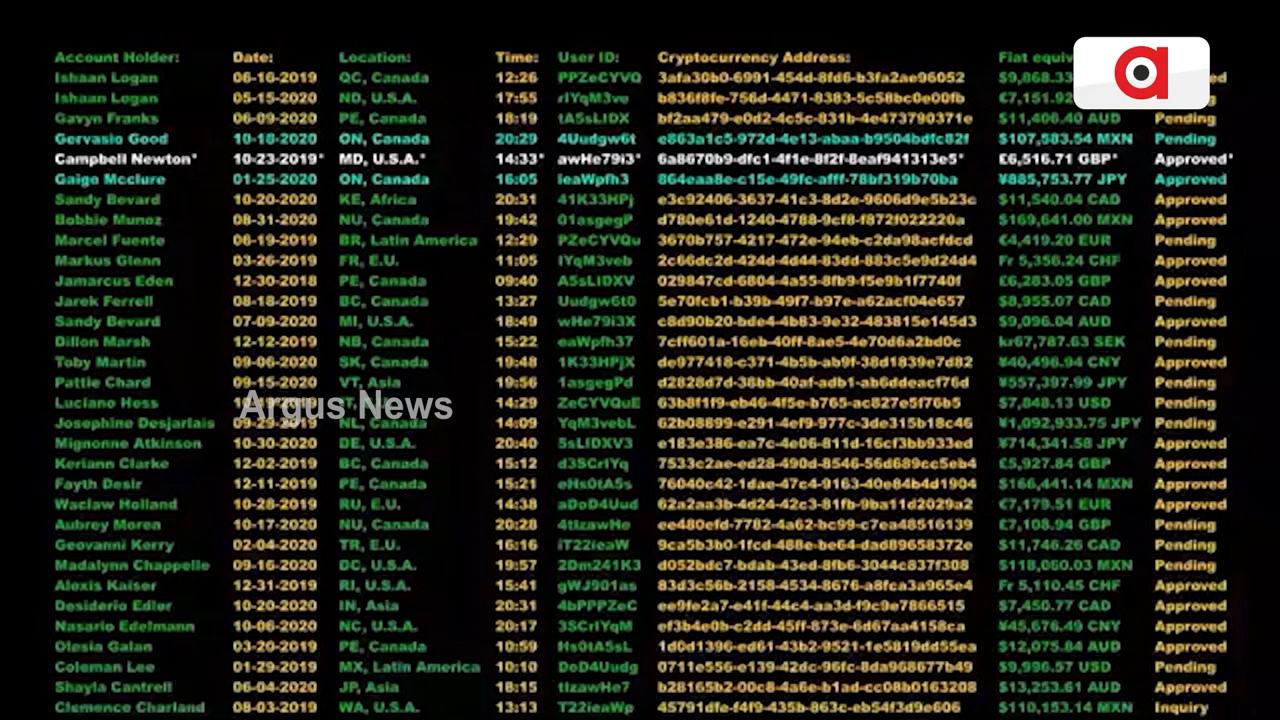 Account Holder: Date: Location: Time: User ID: Cryptocurrency Address: Fiat
Ishaan Logan 06-16-2019 QC, Canada 12:26 PPZeCYVQ 3afa30b0-6991-454d-8fd6-b3fa2ae96052 $9,868.33
Ishaan Logan 05-15-2020 ND, U.S.A. 17:55 rIYqM3ve b836f8fe-756d-4471-8383-5c58bc0e00fb €7,151.92
Gavyn Franks 06-09-2020 PE, Canada 18:19 tA5sLIDX bf2aa479-e0d2-4c5c-831b-4e473790371e $11,406.40 AUD Pending
Gervasio Good 10-18-2020 ON, Canada 20:29 4Uudgw6t e863a1c5-972d-4e13-abaa-b9504bdfc82f $107,583.54 MXN Pending
Campbell Newton* 10-23-2019* MD, U.S.A.* 14:33* awHe79i3* 6a8670b9-dfc1-4f1e-8f2f-8eaf941313e5* £6,516.71 GBP* Approved*
Gaige Mcclure 01-25-2020 ON, Canada 16:05 ieaWpfh3 864eaa8e-c15e-49fc-afff-78bf319b70ba ¥885,753.77 JPY Approved
Sandy Bevard 10-20-2020 KE, Africa 20:31 41K33HPj e3c92406-3637-41c3-8d2e-9606d9e5b23c $11,540.04 CAD Approved
Bobbie Munoz 08-31-2020 NU, Canada 19:42 01asgegP d780e61d-1240-4788-9cf8-f872f022220a $169,641.00 MXN Approved
Marcel Fuente 06-19-2019 BR, Latin America 12:29 PZeCYVQu 3670b757-4217-472e-94eb-c2da98acfdcd €4,419.20 EUR Pending
Markus Glenn 03-26-2019 FR, E.U. 11:05 IYqM3veb 2c66dc2d-424d-4d44-83dd-883c5e9d24d4 Fr 5,356.24 CHF Pending
Jamarcus Eden 12-30-2018 PE, Canada 09:40 A5sLIDXV 029847cd-6804-4a55-8fb9-f5e9b1f7740f £6,283.05 GBP Approved
Jarek Ferrell 08-18-2019 BC, Canada 13:27 Uudgw6t0 5e70fcb1-b39b-49f7-b97e-a62acf04e657 $8,955.07 CAD Pending
Sandy Bevard 07-09-2020 MI, U.S.A. 18:49 wHe79i3X c8d90b20-bde4-4b83-9e32-483815e145d3 $9,096.04 AUD Approved
Dillon Marsh 12-12-2019 NB, Canada 15:22 eaWpfh37 7cff601a-16eb-40ff-8ae5-4e70d6a2bd0c kr67,787.63 SEK Pending
Toby Martin 09-06-2020 SK, Canada 19:48 1K33HPjX de977418-c371-4b5b-ab9f-38d1839e7d82 ¥40,496.94 CNY Approved
Pattie Chard 09-15-2020 VT, Asia 19:56 1asgegPd d2828d7d-38bb-40af-adb1-ab6ddeacf76d ¥557,397.99 JPY Pending
Luciano Hess 14:29 ZeCYVQuE 63b8f1f9-eb46-4f5e-b765-ac827e5f76b5 $7,848.13 USD Pending
Argus News
Josephine Desjarlais 09-29-2019 NL, Canada 14:09 YqM3vebL 62b08899-e291-4ef9-977c-3de315b18c46 ¥1,092,933.75 JPY Pending
Mignonne Atkinson 10-30-2020 DE, U.S.A. 20:40 5sLIDXV3 e183e386-ea7c-4e06-811d-16cf3bb933ed ¥714,341.58 JPY Approved
Keriann Clarke 12-02-2019 BC, Canada 15:12 d3SCrIYq 7533c2ae-ed28-490d-8546-56d689cc5eb4 £5,927.84 GBP Approved
Fayth Desir 12-11-2019 PE, Canada 15:21 eHs0tA5s 76040c42-1dae-47c4-9163-40e84b4d1904 $166,441.14 MXN Approved
Waclaw Holland 10-28-2019 RU, E.U. 14:38 aDoD4Uud 62a2aa3b-4d24-42c3-81fb-9ba11d2029a2 €7,179.51 EUR Approved
Aubrey Moren 10-17-2020 NU, Canada 20:28 4tIzawHe ee480efd-7782-4a62-bc99-c7ea48516139 £7,108.94 GBP Pending
Geovanni Kerry 02-04-2020 TR, E.U. 16:16 iT22ieaW 9ca5b3b0-1fcd-488e-be64-dad89658372e $11,746.26 CAD Pending
Madalynn Chappelle 09-16-2020 DC, U.S.A. 19:57 2Dm241K3 d052bdc7-bdab-43ed-8fb6-3044c837f308 $118,060.03 MXN Pending
Alexis Kaiser 12-31-2019 RI, U.S.A. 15:41 gWJ901as 83d3c56b-2158-4534-8676-a8fca3a965e4 Fr 5,110.45 CHF Approved
Desiderio Edler 10-20-2020 IN, Asia 20:31 4bPPPZeC ee9fe2a7-e41f-44c4-aa3d-f9c9e7866515 $7,450.77 CAD Approved
Nasario Edelmann 10-06-2020 NC, U.S.A. 20:17 3SCrIYqM ef3b4e0b-c2dd-45ff-873e-6d67aa4158ca ¥45,676.49 CNY Approved
Olesia Galan 03-20-2019 PE, Canada 10:59 Hs0tA5sL $12,075.84 AUD Approved
Coleman Lee 01-29-2019 MX, Latin America 10:10 DoD4Uudg 0711e556-e139-42dc-96fc-8da968677b49 $9,996.57 USD Pending
Shayla Cantrell 06-04-2020 JP, Asia 18:15 tIzawHe7 b28165b2-00c8-4a6e-b1ad-cc08b0163208 $13,253.61 AUD Approved
Clemence Charland 08-03-2019 WA, U.S.A. 13:13 T22ieaWp 45791dfe-f4f9-435b-863c-eb54f3d9e606 $110,153.14 MXN Inquiry